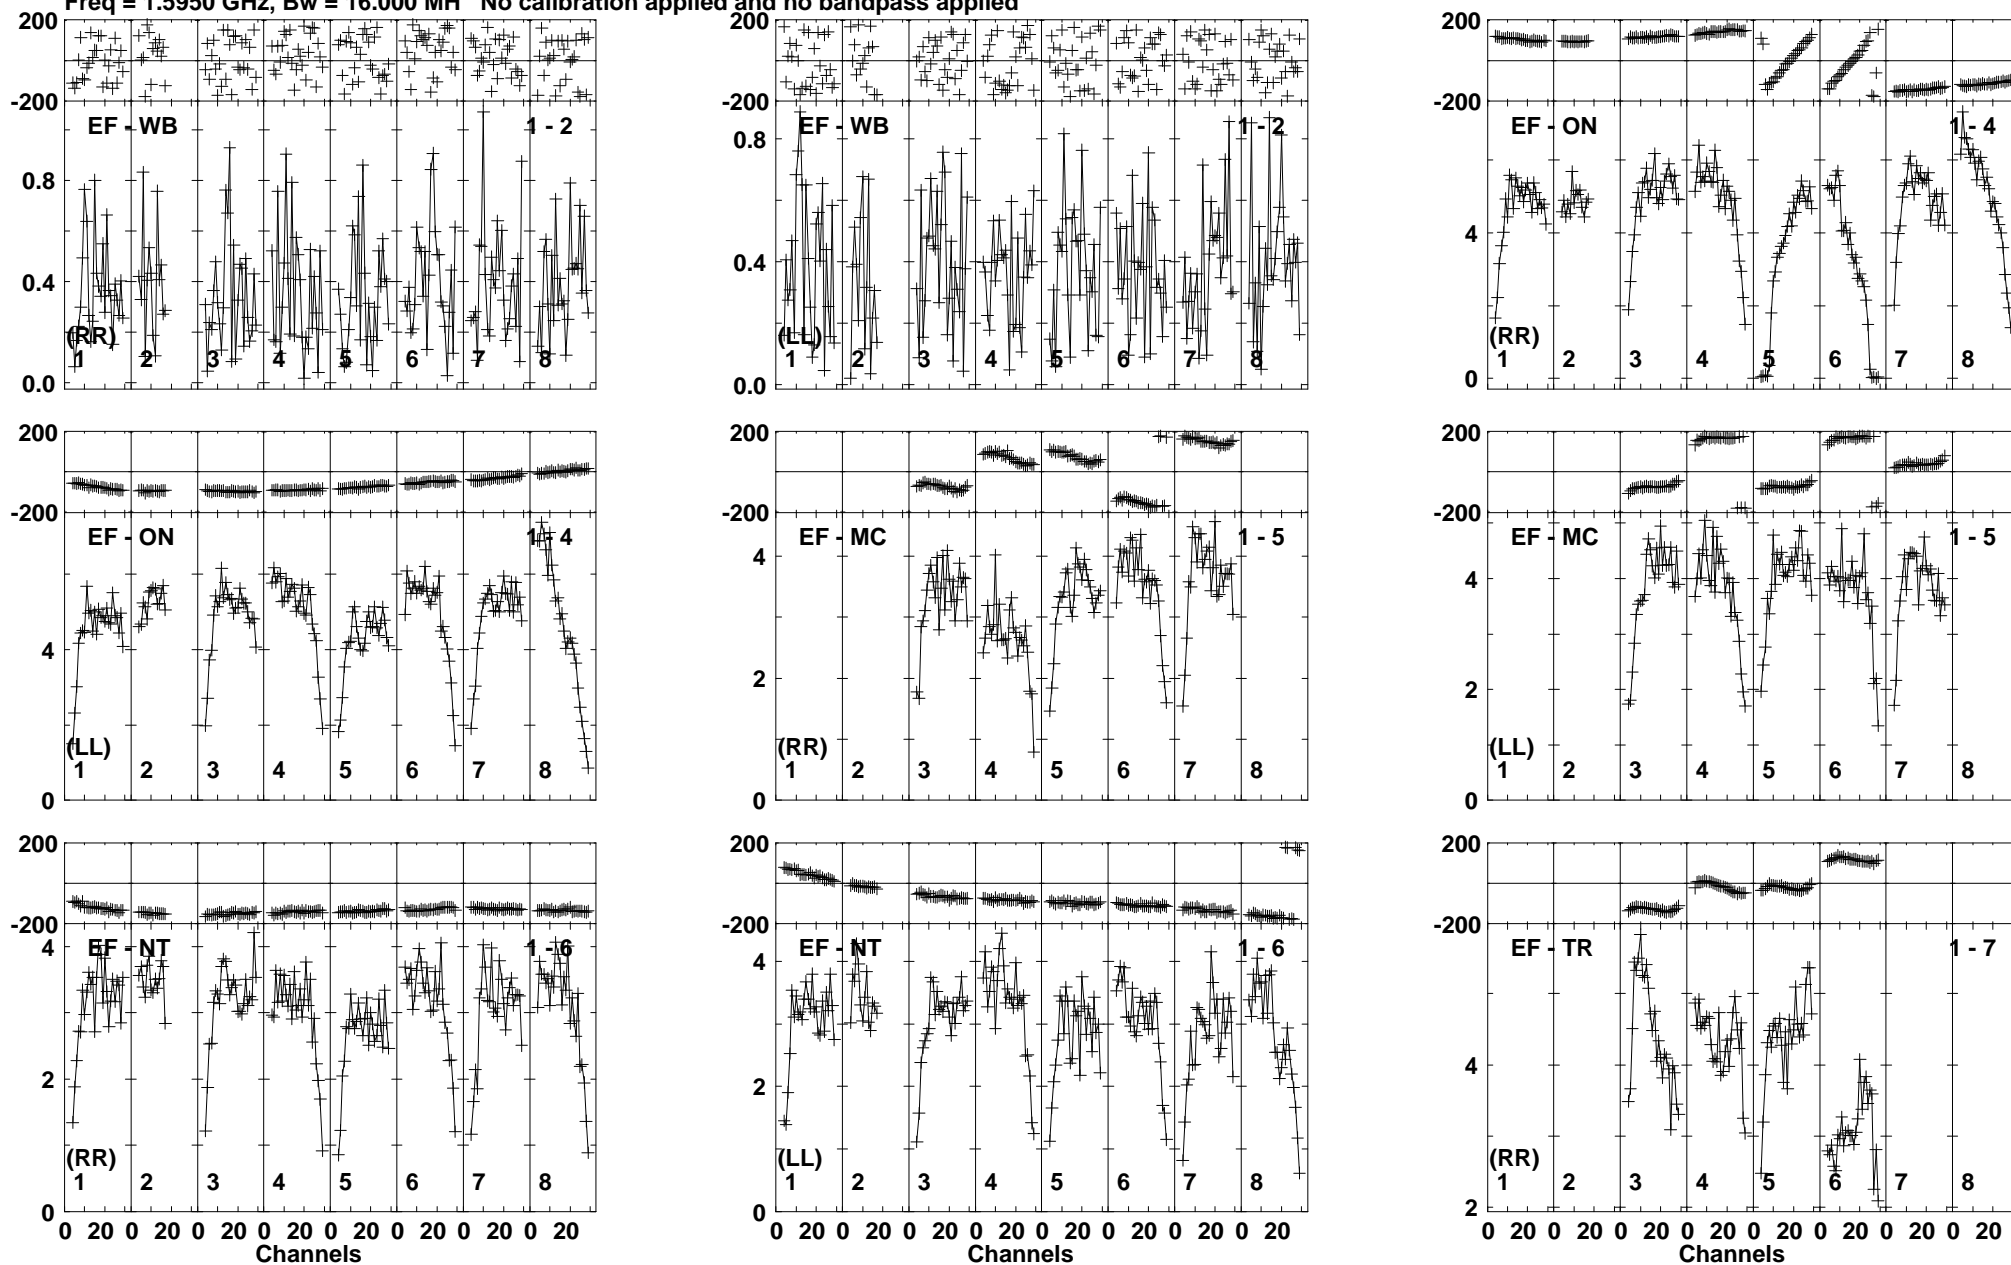 Freq = 1.5950 GHz, Bw = 16.000 MH No calibration applied and no bandpass applied
200 200 200
-200 -200 -200
EF - WB 1 - 2 EF - WB 1 - 2 EF - ON 1 - 4
0.8 0.8
0.4 0.4 4
(RR) (LL) (RR)
1 2 3 4 5 6 7 8 1 2 3 4 5 6 7 8 1 2 3 4 5 6 7 8
0.0 0.0 0
200 200 200
-200 -200 -200
EF - ON 1 - 4 EF - MC 1 - 5 EF - MC 1 - 5
4 4 4
2 2
(LL) (RR) (LL)
1 2 3 4 5 6 7 8 1 2 3 4 5 6 7 8 1 2 3 4 5 6 7 8
0 0 0
200 200 200
-200 -200 -200
EF - NT 1 - 6 EF - NT 1 - 6 EF - TR 1 - 7
4 4 4
2 2
(RR) (LL) (RR)
1 2 3 4 5 6 7 8 1 2 3 4 5 6 7 8 1 2 3 4 5 6 7 8
0 0 2
0 20 0 20 0 20 0 20 0 20 0 20 0 20 0 20 0 20 0 20 0 20 0 20 0 20 0 20 0 20 0 20 0 20 0 20 0 20 0 20 0 20 0 20 0 20 0 20
Channels Channels Channels